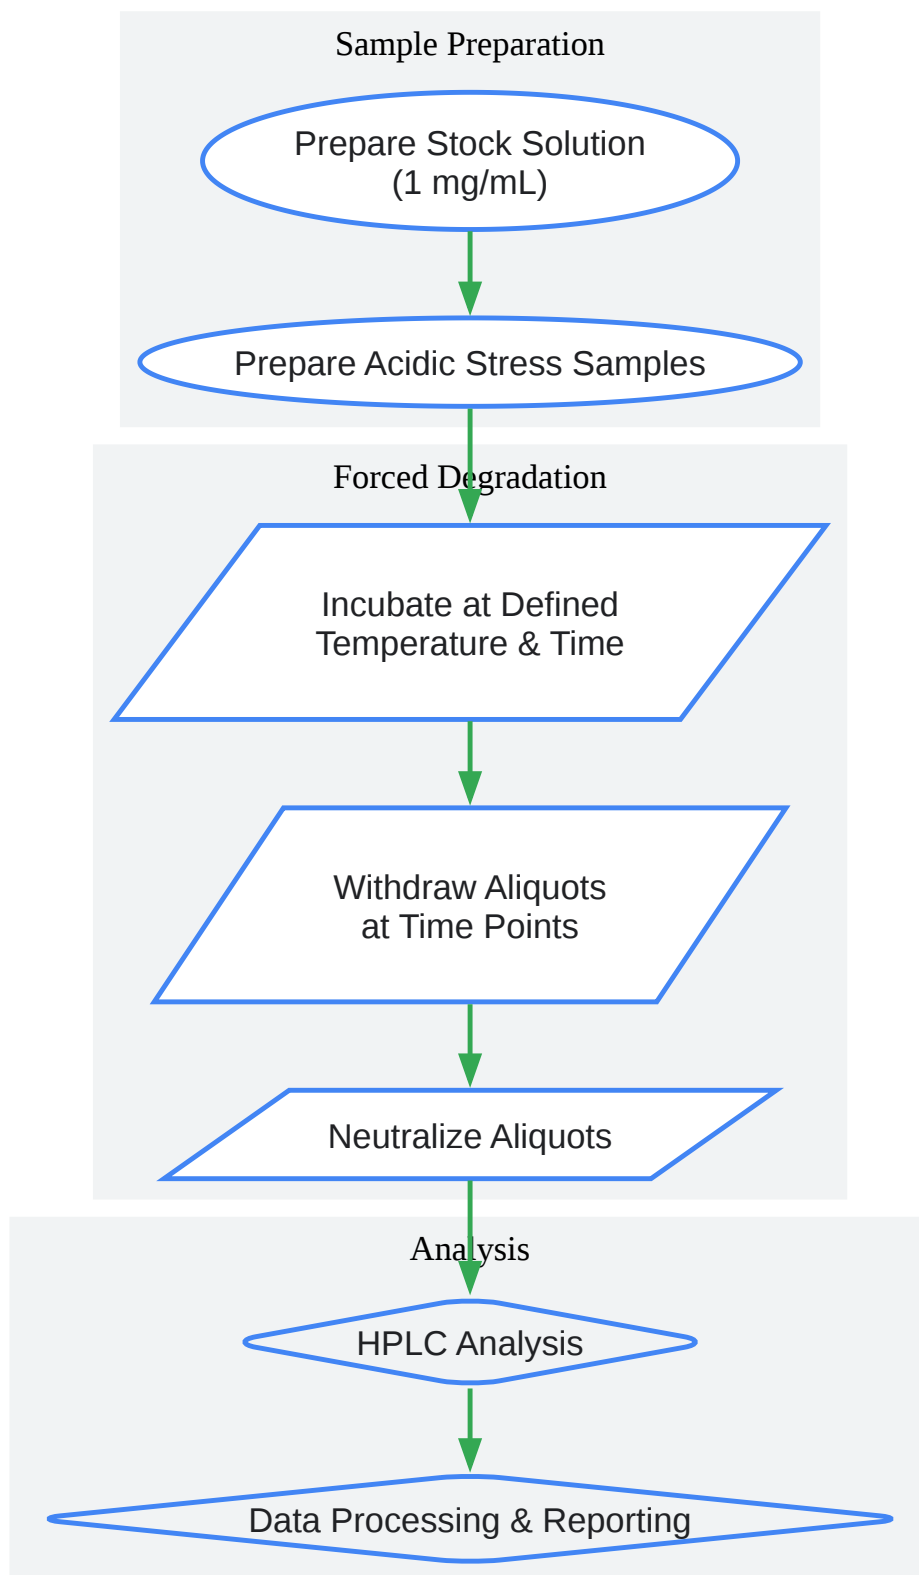 Sample Preparation
Prepare Stock Solution
(1 mg/mL)
Prepare Acidic Stress Samples
Forced Degradation
Incubate at Defined
Temperature & Time
Withdraw Aliquots
at Time Points
Neutralize Aliquots
Analysis
HPLC Analysis
Data Processing & Reporting